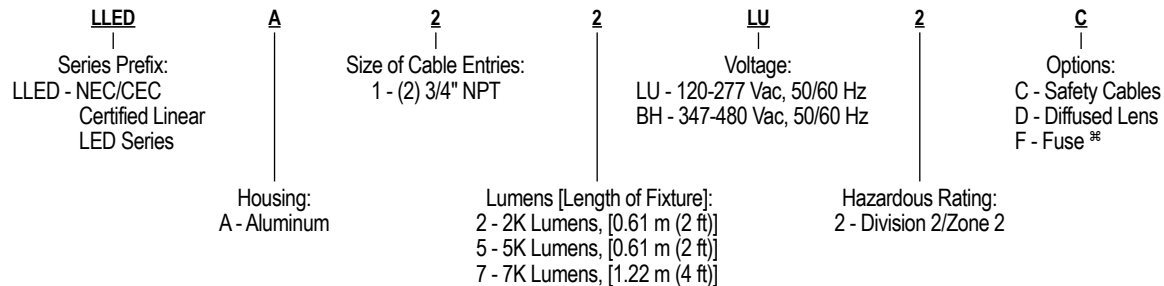 LLED A 2 2 LU 2 C
Series Prefix:
LLED - NEC/CEC
Certified Linear
LED Series
Size of Cable Entries:
1 - (2) 3/4" NPT
Voltage:
LU - 120-277 Vac, 50/60 Hz
BH - 347-480 Vac, 50/60 Hz
Options:
C - Safety Cables
D - Diffused Lens
F - Fuse ⌘
Housing:
A - Aluminum
Lumens [Length of Fixture]:
2 - 2K Lumens, [0.61 m (2 ft)]
5 - 5K Lumens, [0.61 m (2 ft)]
7 - 7K Lumens, [1.22 m (4 ft)]
Hazardous Rating:
2 - Division 2/Zone 2